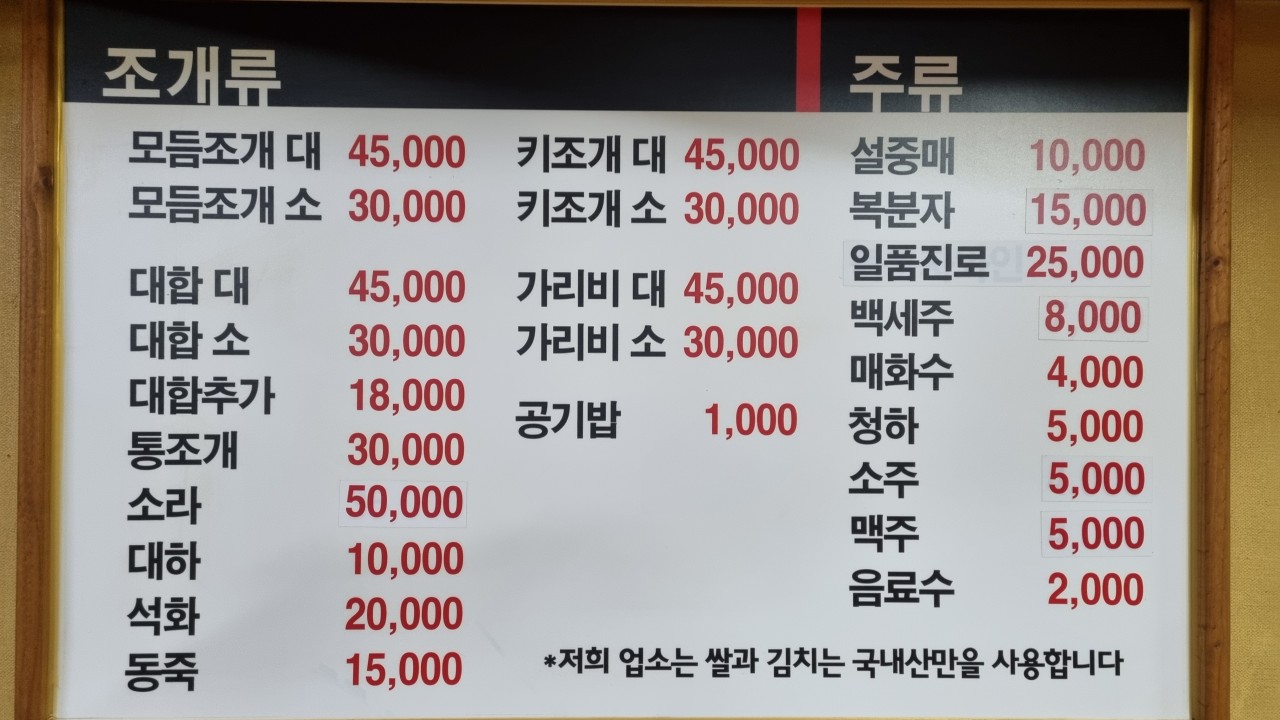 조개류
모듬조개 대 45,000
모듬조개 소 30,000
대합 대 45,000
대합 소 30,000
대합추가 18,000
통조개 30,000
소라 50,000
대하 10,000
석화 20,000
동죽 15,000
키조개 대 45,000
키조개 소 30,000
가리비 대 45,000
가리비 소 30,000
공기밥 1,000
주류
설중매 10,000
복분자 15,000
일품진로 25,000
백세주 8,000
매화수 4,000
청하 5,000
소주 5,000
맥주 5,000
음료수 2,000
*저희 업소는 쌀과 김치는 국내산만을 사용합니다